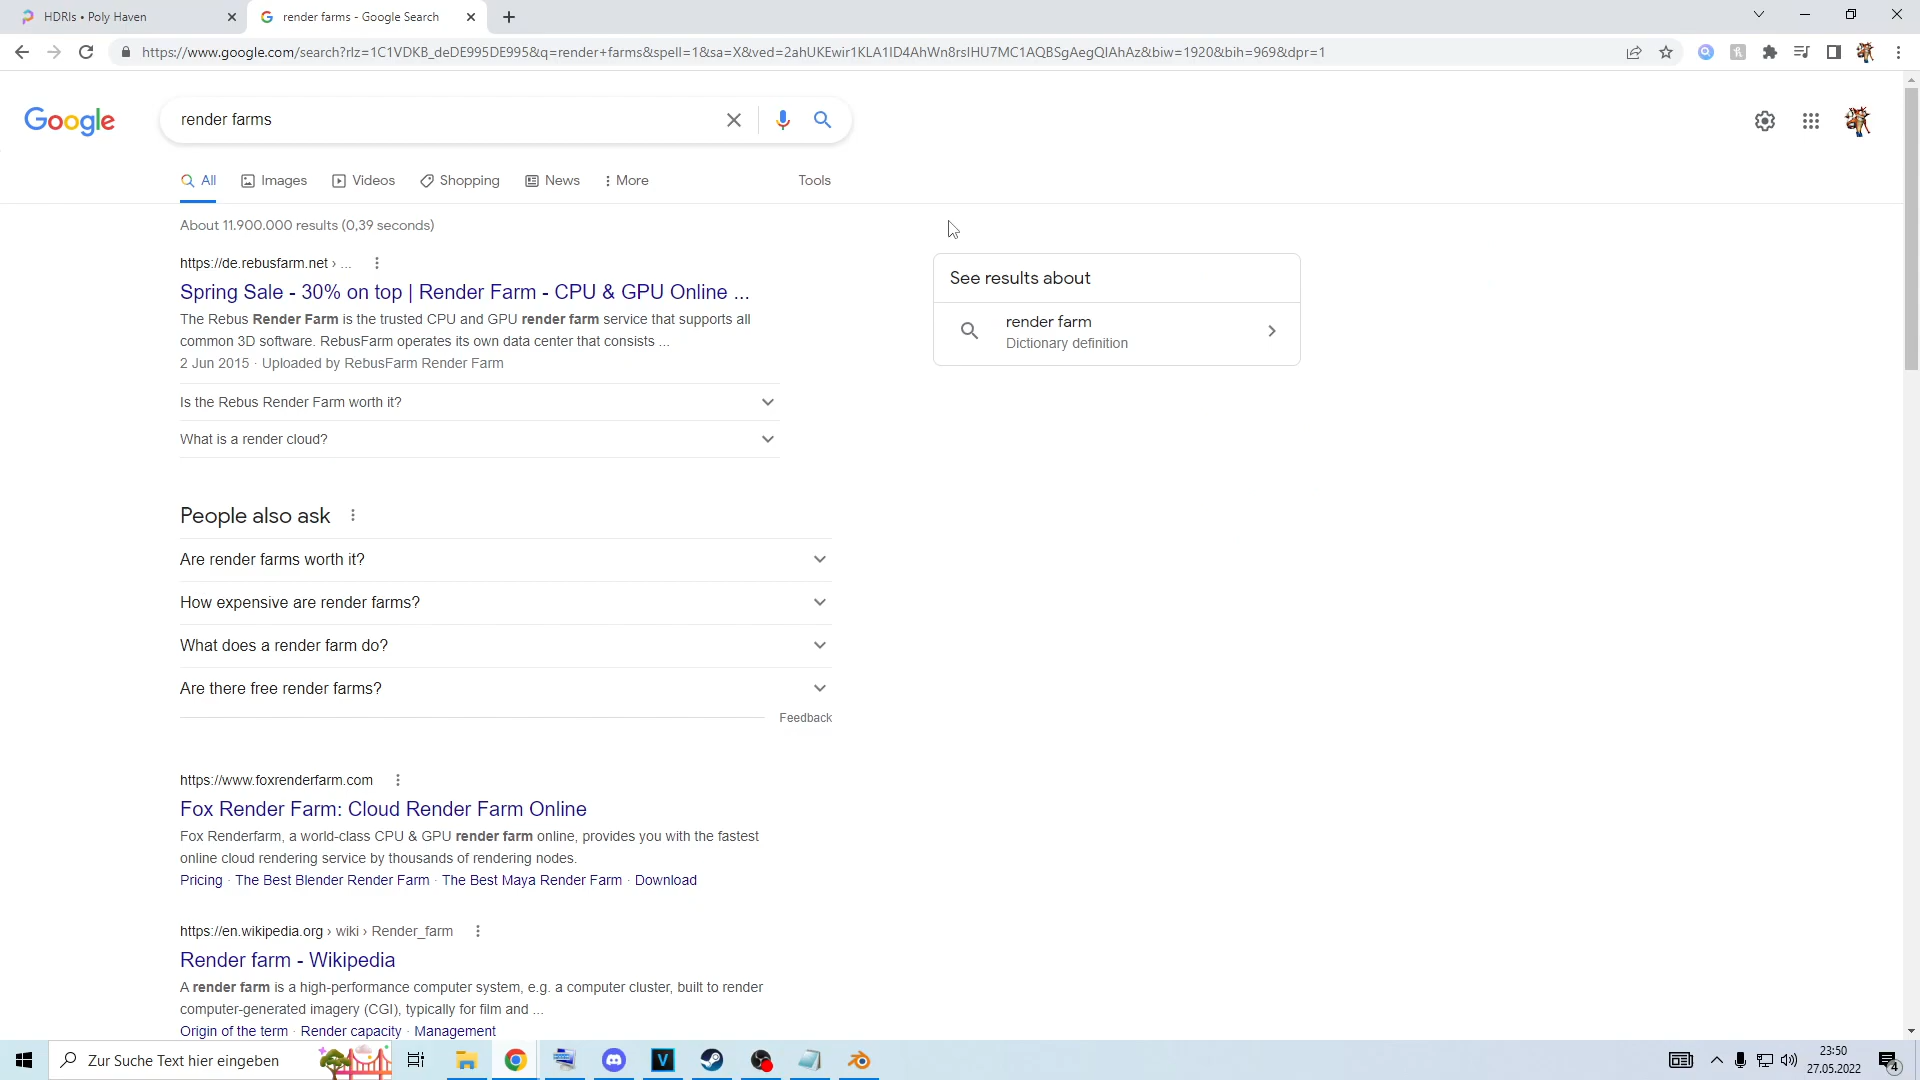 HDRIs • Poly Haven
render farms - Google Search
https://www.google.com/search?rlz=1C1VDKB_deDE995DE995&q=render+farms&spell=1&sa=X&ved=2ahUKEwir1KLA1ID4AhWn8rsIHU7MC1AQBSgAegQIAhAz&biw=1920&bih=969&dpr=1
Google
render farms
All
Images
Videos
Shopping
News
More
Tools
About 11.900.000 results (0,39 seconds)
https://de.rebusfarm.net › ...
Spring Sale - 30% on top | Render Farm - CPU & GPU Online ...
The Rebus Render Farm is the trusted CPU and GPU render farm service that supports all
common 3D software. RebusFarm operates its own data center that consists ...
2 Jun 2015 · Uploaded by RebusFarm Render Farm
Is the Rebus Render Farm worth it?
What is a render cloud?
See results about
render farm
Dictionary definition
People also ask
Are render farms worth it?
How expensive are render farms?
What does a render farm do?
Are there free render farms?
Feedback
https://www.foxrenderfarm.com
Fox Render Farm: Cloud Render Farm Online
Fox Renderfarm, a world-class CPU & GPU render farm online, provides you with the fastest
online cloud rendering service by thousands of rendering nodes.
Pricing · The Best Blender Render Farm · The Best Maya Render Farm · Download
https://en.wikipedia.org › wiki › Render_farm
Render farm - Wikipedia
A render farm is a high-performance computer system, e.g. a computer cluster, built to render
computer-generated imagery (CGI), typically for film and ...
Origin of the term · Render capacity · Management
Zur Suche Text hier eingeben
V
23:50
27.05.2022
4